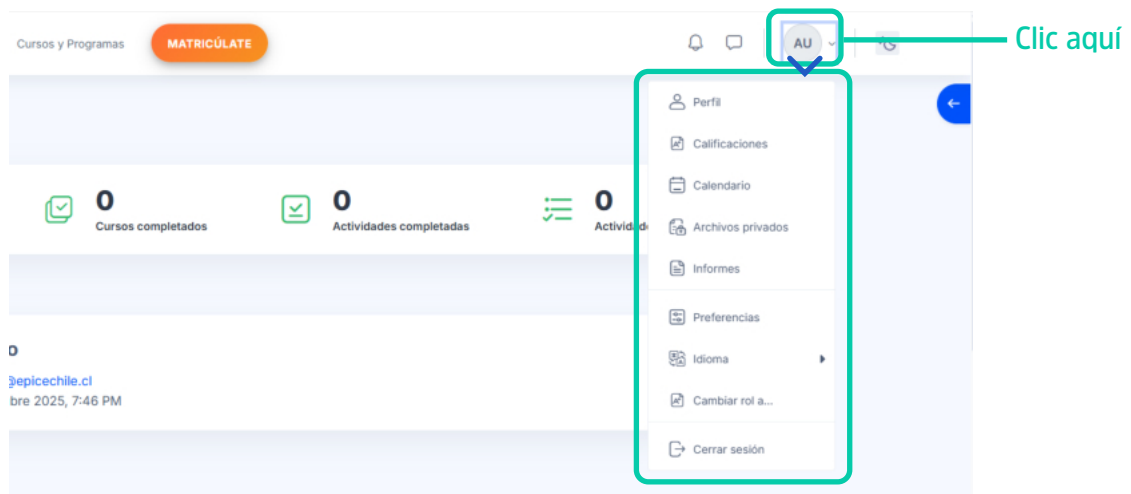 Cursos y Programas
MATRICÚLATE
AU
Clic aquí
Perfil
Calificaciones
Calendario
Archivos privados
Informes
Preferencias
Idioma
Cambiar rol a...
Cerrar sesión
0
Cursos completados
0
Actividades completadas
0
Actividad
o
@epicechile.cl
bre 2025, 7:46 PM